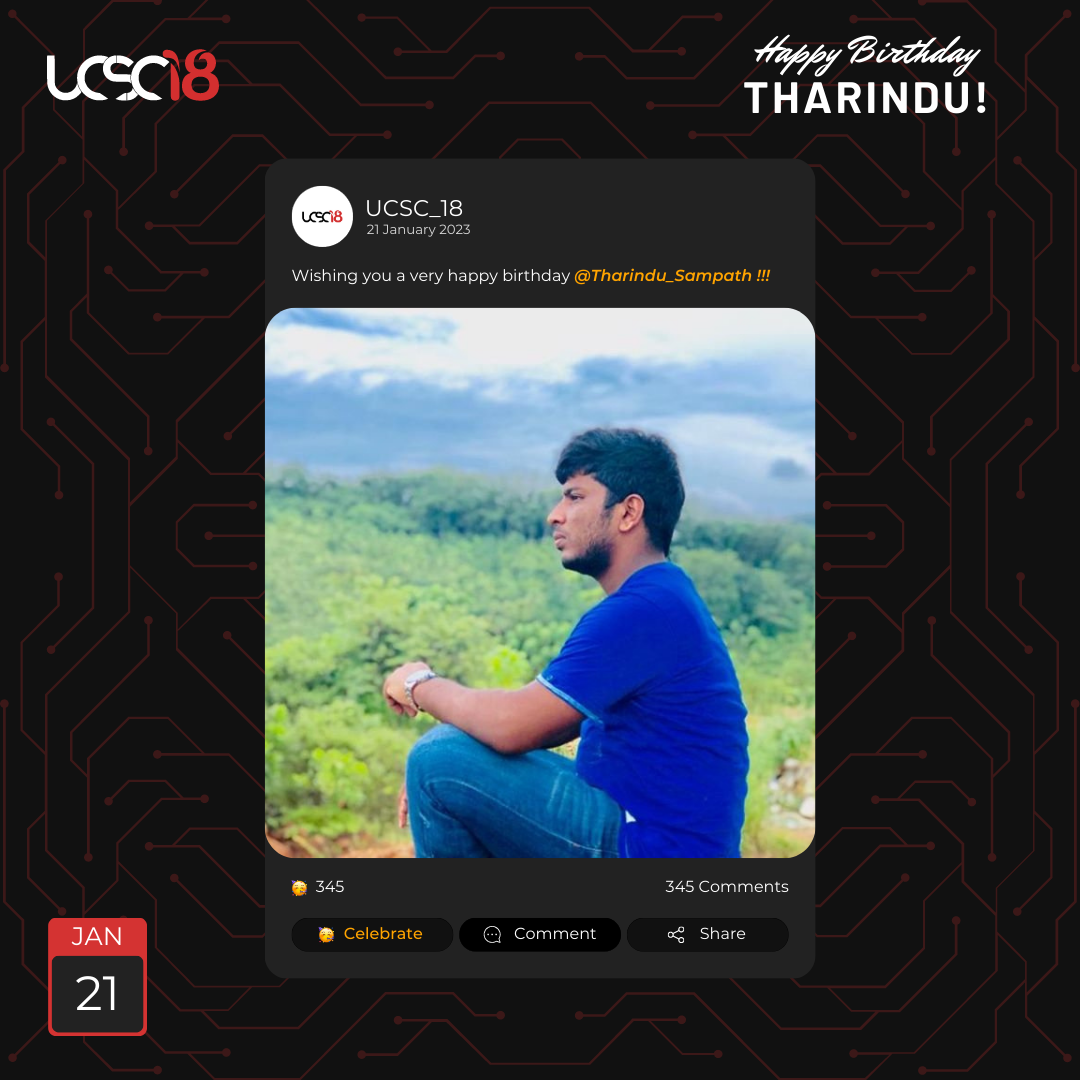 UCSC18
Happy Birthday
THARINDU!
UCSC18
UCSC_18
21 January 2023
Wishing you a very happy birthday @Tharindu_Sampath !!!
345
345 Comments
Celebrate
Comment
Share
JAN
21